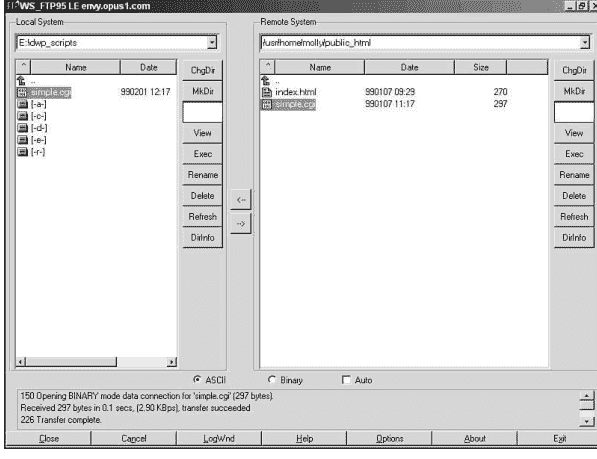 WS_FTP95 LE envy.opus1.com
Local System
E:\dwp_scripts
^ Name Date
..
simple.cgi 990201 12:17
[-a-]
[-c-]
[-d-]
[-e-]
[-r-]
ChgDir
MkDir
View
Exec
Rename
Delete
Refresh
DirInfo
<--
-->
Remote System
/usr/home/molly/public_html
^ Name Date Size
..
index.html 990107 09:29 270
simple.cgi 990107 11:17 297
ChgDir
MkDir
View
Exec
Rename
Delete
Refresh
DirInfo
ASCII Binary Auto
150 Opening BINARY mode data connection for 'simple.cgi' (297 bytes).
Received 297 bytes in 0.1 secs, (2.90 KBps), transfer succeeded
226 Transfer complete.
Close Cancel LogWnd Help Options About Exit